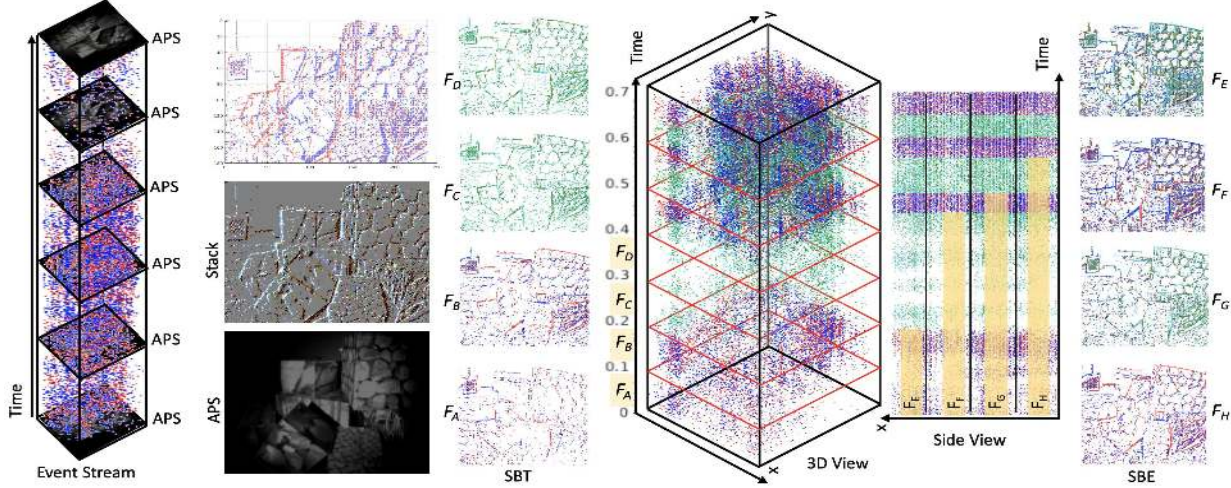 APS
APS
APS
APS
APS
APS
Time
Event Stream
Stack
APS
F_D
F_C
F_B
F_A
SBT
Time
y
0.7
0.6
0.5
0.4
F_D
0.3
F_C
0.2
F_B
0.1
F_A
0
x
3D View
Time
F_E
F_F
F_G
F_H
x
Side View
F_E
F_F
F_G
F_H
SBE